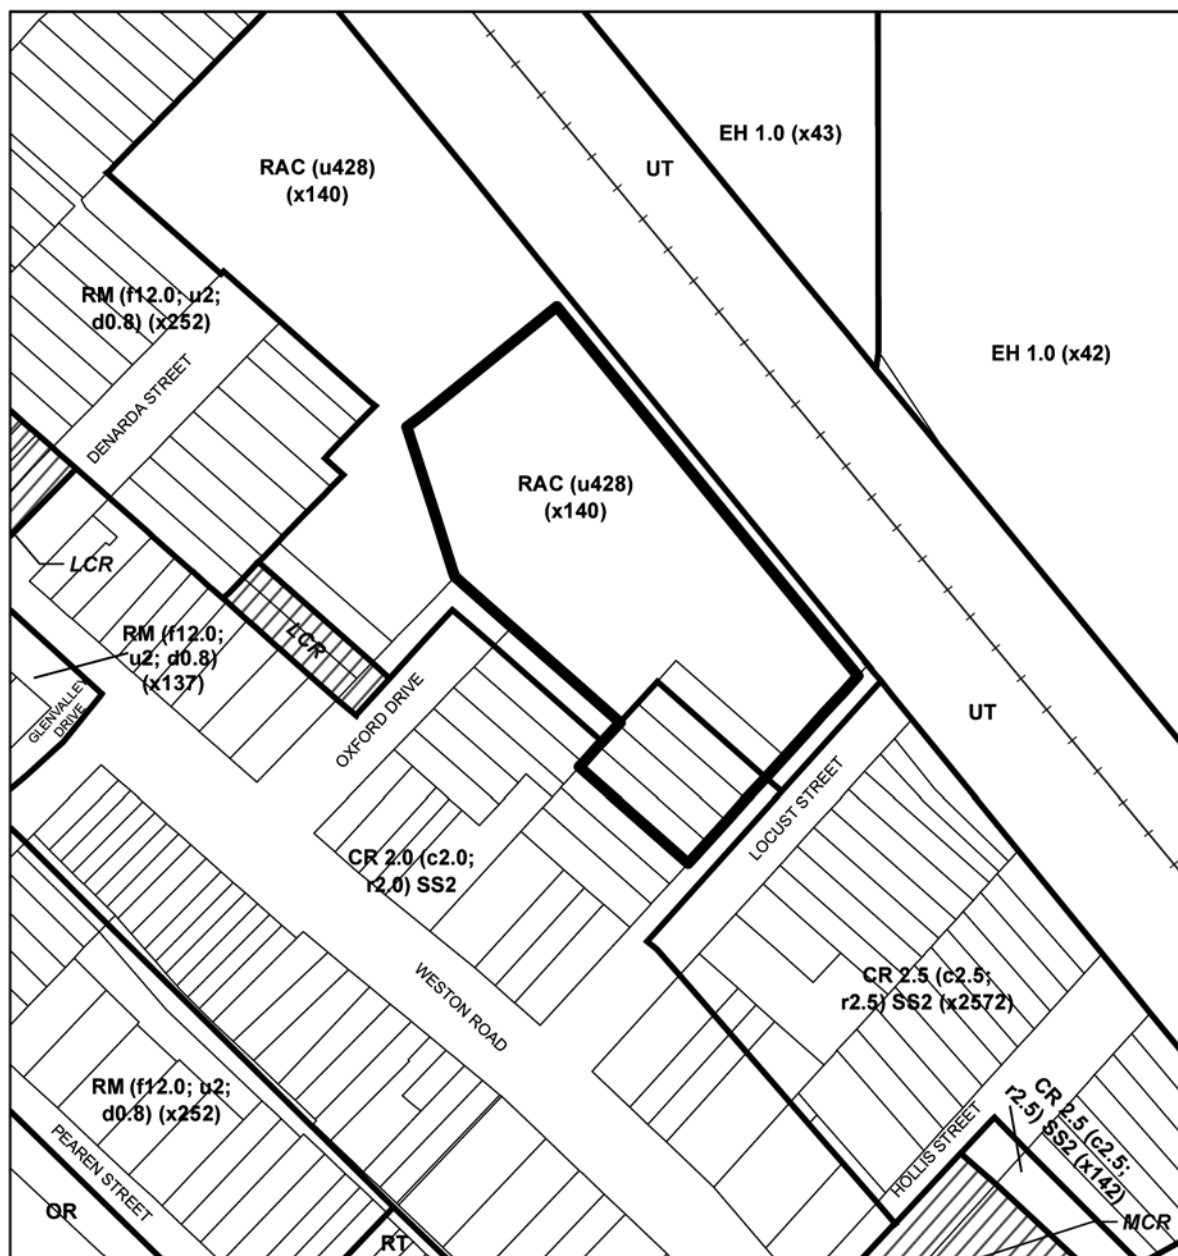 EH 1.0 (x43)
UT
RAC (u428)
(x140)
RM (f12.0; u2;
d0.8) (x252)
EH 1.0 (x42)
DENARDA STREET
RAC (u428)
(x140)
LCR
LCR
RM (f12.0;
u2; d0.8)
(x137)
GLENVALLEY
DRIVE
OXFORD DRIVE
UT
LOCUST STREET
CR 2.0 (c2.0;
r2.0) SS2
WESTON ROAD
CR 2.5 (c2.5;
r2.5) SS2 (x2572)
RM (f12.0; u2;
d0.8) (x252)
CR 2.5 (c2.5;
r2.5) SS2 (x142)
HOLLIS STREET
PEAREN STREET
OR
RT
MCR